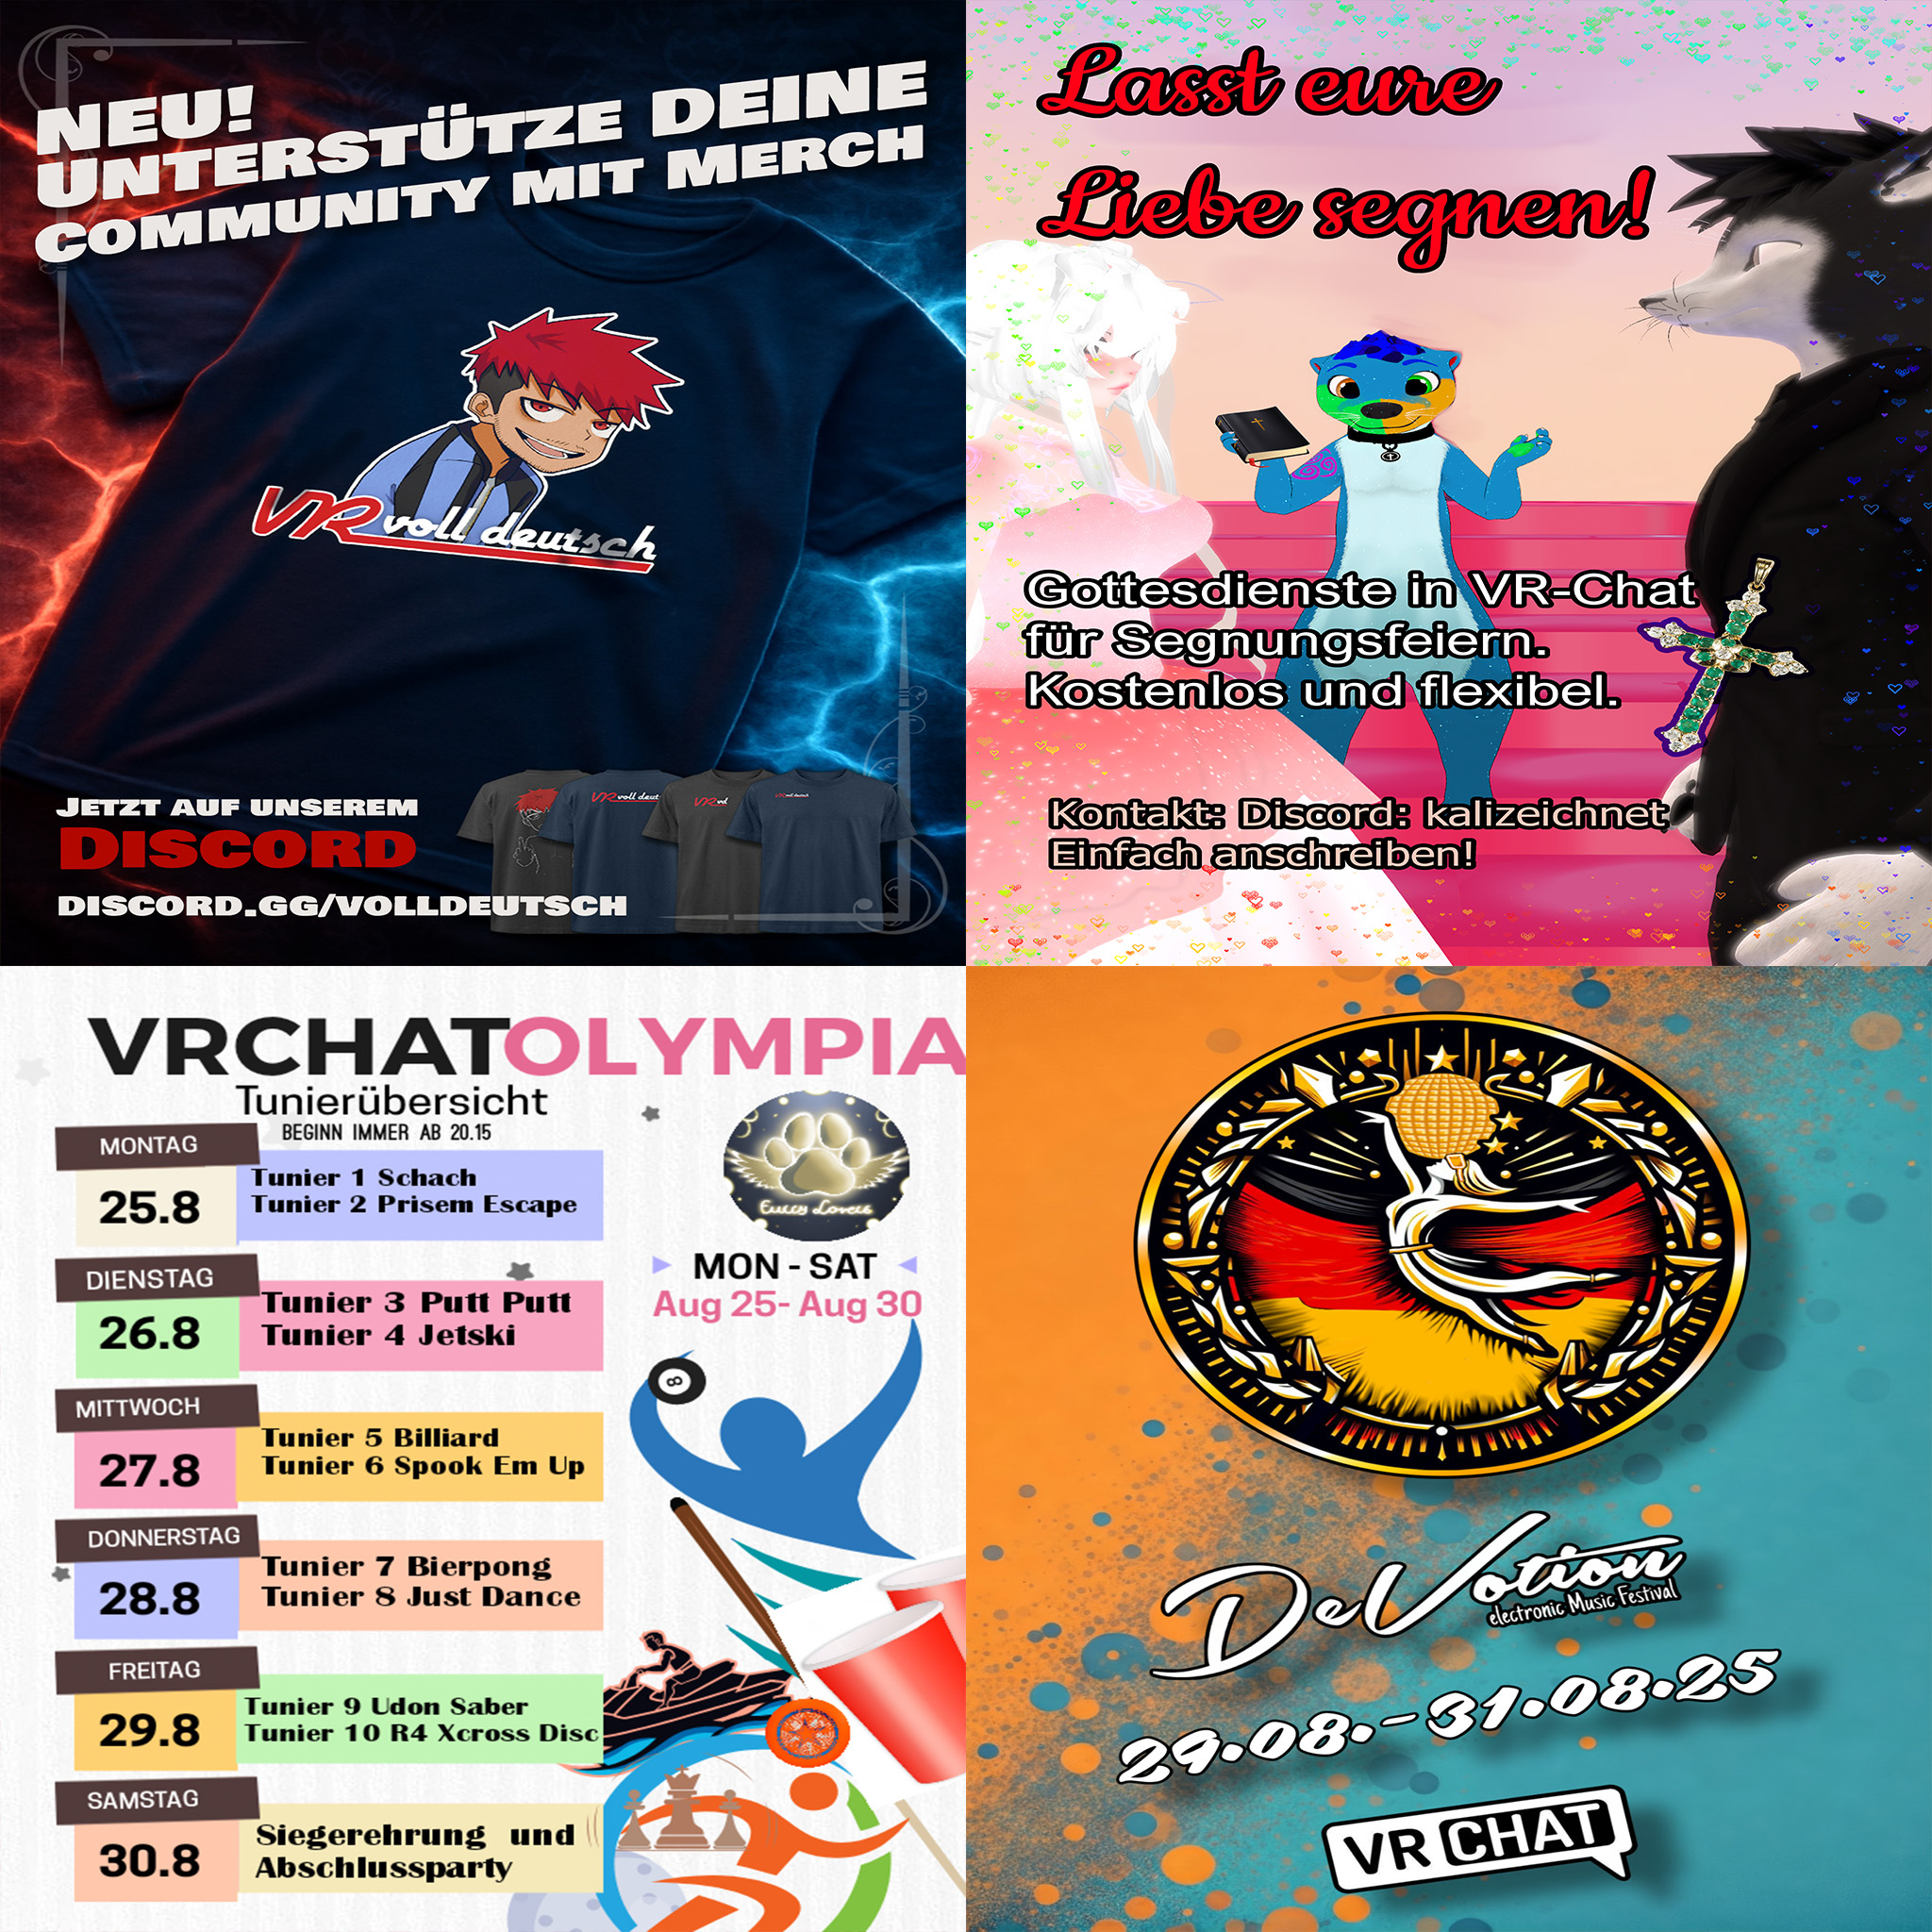 NEU!
UNTERSTÜTZE DEINE
COMMUNITY MIT MERCH
VR voll deutsch
JETZT AUF UNSEREM
DISCORD
DISCORD.GG/VOLLDEUTSCH
VR voll deut
VRvd
Lasst eure
Liebe segnen!
Gottesdienste in VR-Chat
für Segnungsfeiern.
Kostenlos und flexibel.
Kontakt: Discord: kalizeichnet
Einfach anschreiben!
VRCHATOLYMPIA
Tunierübersicht
BEGINN IMMER AB 20.15
MONTAG
25.8
Tunier 1 Schach
Tunier 2 Prisem Escape
DIENSTAG
26.8
Tunier 3 Putt Putt
Tunier 4 Jetski
MITTWOCH
27.8
Tunier 5 Billiard
Tunier 6 Spook Em Up
DONNERSTAG
28.8
Tunier 7 Bierpong
Tunier 8 Just Dance
FREITAG
29.8
Tunier 9 Udon Saber
Tunier 10 R4 Xcross Disc
SAMSTAG
30.8
Siegerehrung und
Abschlussparty
MON - SAT
Aug 25- Aug 30
8
DeVotion
electronic Music Festival
29.08.-31.08.25
VRCHAT